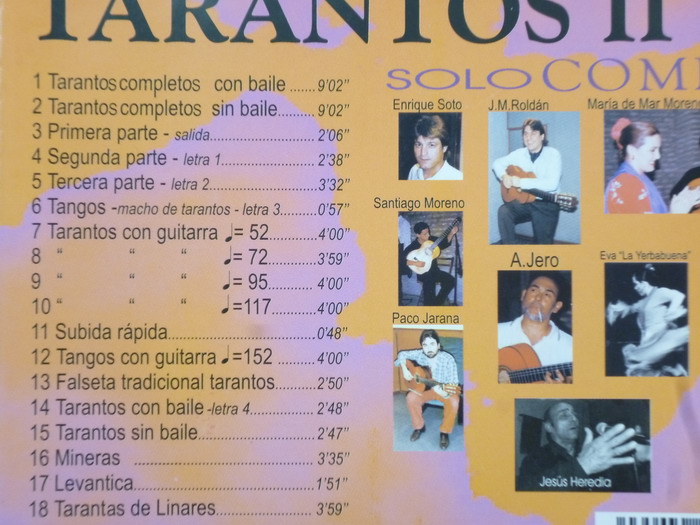 TARANTOS II
1 Tarantos completos con baile .......9'02"
2 Tarantos completos sin baile..........9'02"
3 Primera parte - salida....................2'06"
4 Segunda parte - letra 1..................2'38"
5 Tercera parte - letra 2....................3'32"
6 Tangos -macho de tarantos - letra 3..........0'57"
7 Tarantos con guitarra ♩= 52...........4'00"
8 " " " ♩= 72...........3'59"
9 " " " ♩= 95...........4'00"
10 " " " ♩=117..........4'00"
11 Subida rápida...............................0'48"
12 Tangos con guitarra ♩=152 ..........4'00"
13 Falseta tradicional tarantos...........2'50"
14 Tarantos con baile -letra 4.............2'48"
15 Tarantos sin baile.........................2'47"
16 Mineras .....................................3'35"
17 Levantica.....................................1'51"
18 Tarantas de Linares......................3'59"
SOLO COM
Enrique Soto
J.M.Roldán
María de Mar Moreno
Santiago Moreno
A.Jero
Eva "La Yerbabuena"
Paco Jarana
Jesús Heredia